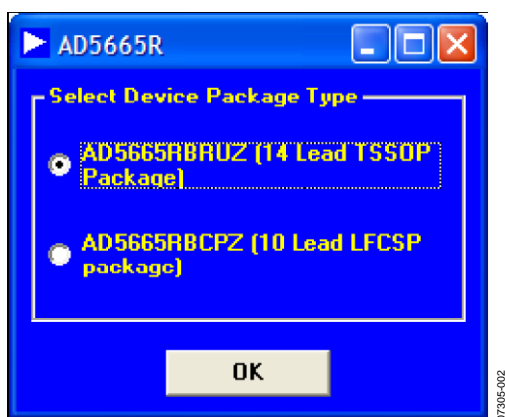 AD5665R
Select Device Package Type
AD5665RBRUZ (14 Lead TSSOP
Package)
AD5665RBCPZ (10 Lead LFCSP
package)
OK
07305-002